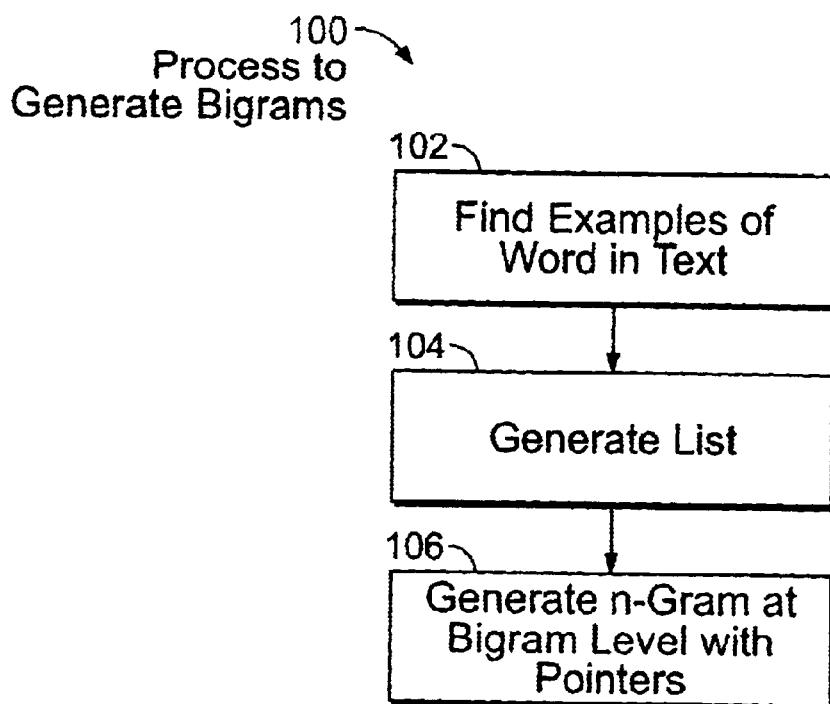 100
Process to
Generate Bigrams
102
Find Examples of
Word in Text
104
Generate List
106
Generate n-Gram at
Bigram Level with
Pointers